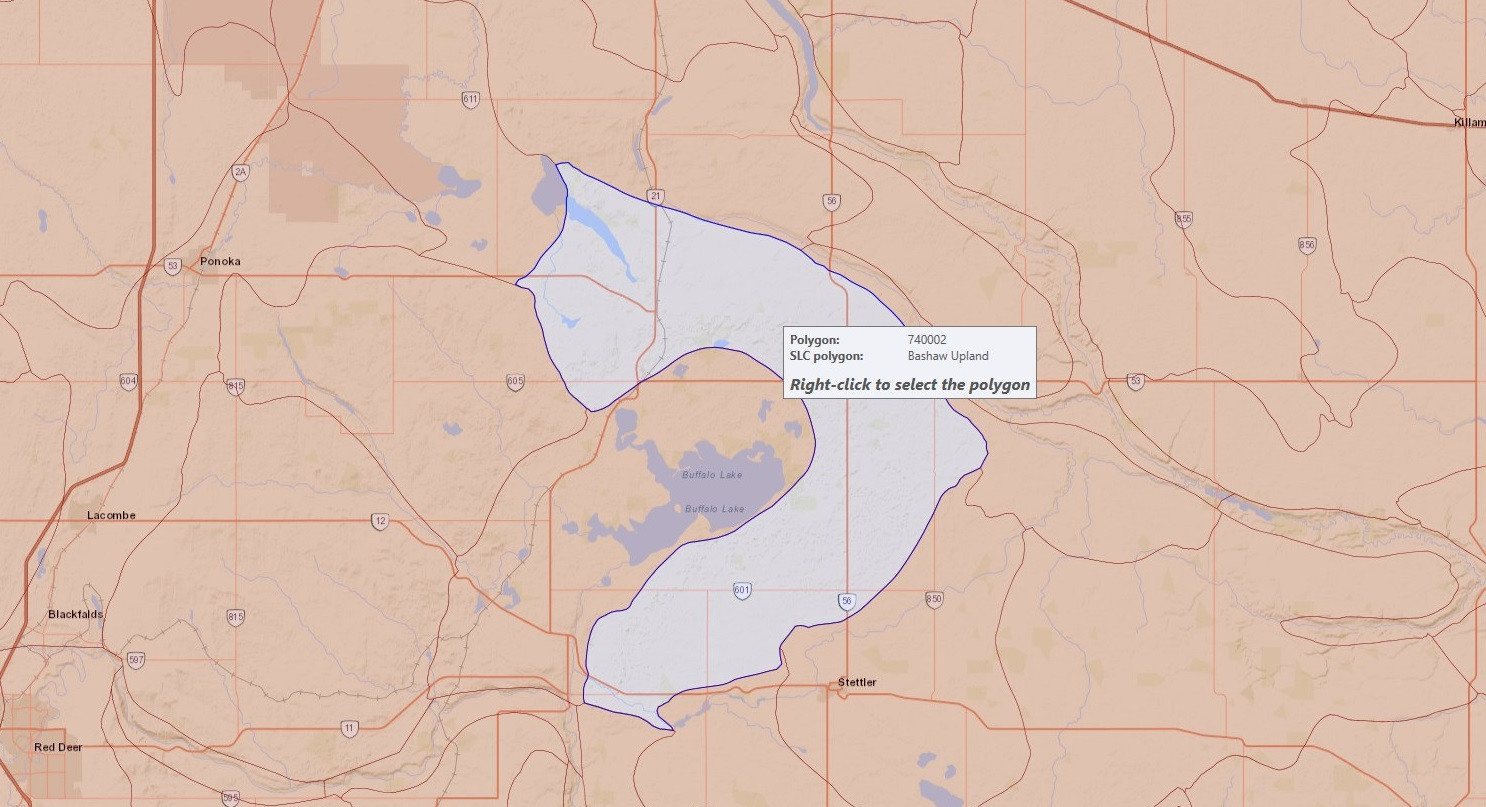 611
Killam
2A
21
56
855
856
Ponoka
53
Polygon: 740002
SLC polygon: Bashaw Upland
Right-click to select the polygon
604
815
605
53
Buffalo Lake
Buffalo Lake
Lacombe
12
601
56
850
Blackfalds
815
597
Stettler
11
Red Deer
595